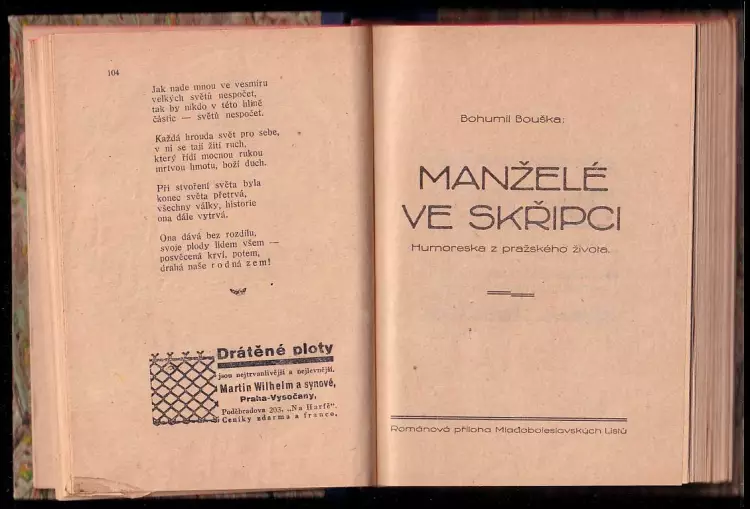 104
Jak nade mnou ve vesmíru
velkých světů nespočet,
tak by nikdo v této hlíně
částic — světů nespočet.
Každá hrouda svět pro sebe,
v ní se tají žití ruch,
který řídí mocnou rukou
mrtvou hmotu, boží duch.
Při stvoření světa byla
konec světa přetrvá,
všechny války, historie
ona dále vytrvá.
Ona dává bez rozdílu,
svoje plody lidem všem —
posvěcená krví, potem,
drahá naše rodná zem!
Drátěné ploty
jsou nejtrvanlivější a nejlevnější.
Martin Wilhelm a synové,
Praha-Vysočany,
Poděbradova 203, „Na Harfě".
Ceníky zdarma a franco.
Bohumil Bouška:
MANŽELÉ
VE SKŘIPCI
Humoreska z pražského života.
Románová příloha Mladoboleslavských Listů